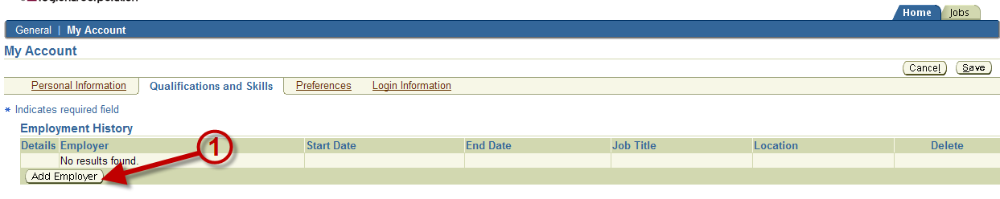 Home Jobs
General | My Account
My Account
Cancel Save
Personal Information Qualifications and Skills Preferences Login Information
* Indicates required field
Employment History
Details Employer Start Date End Date Job Title Location Delete
1
No results found.
Add Employer